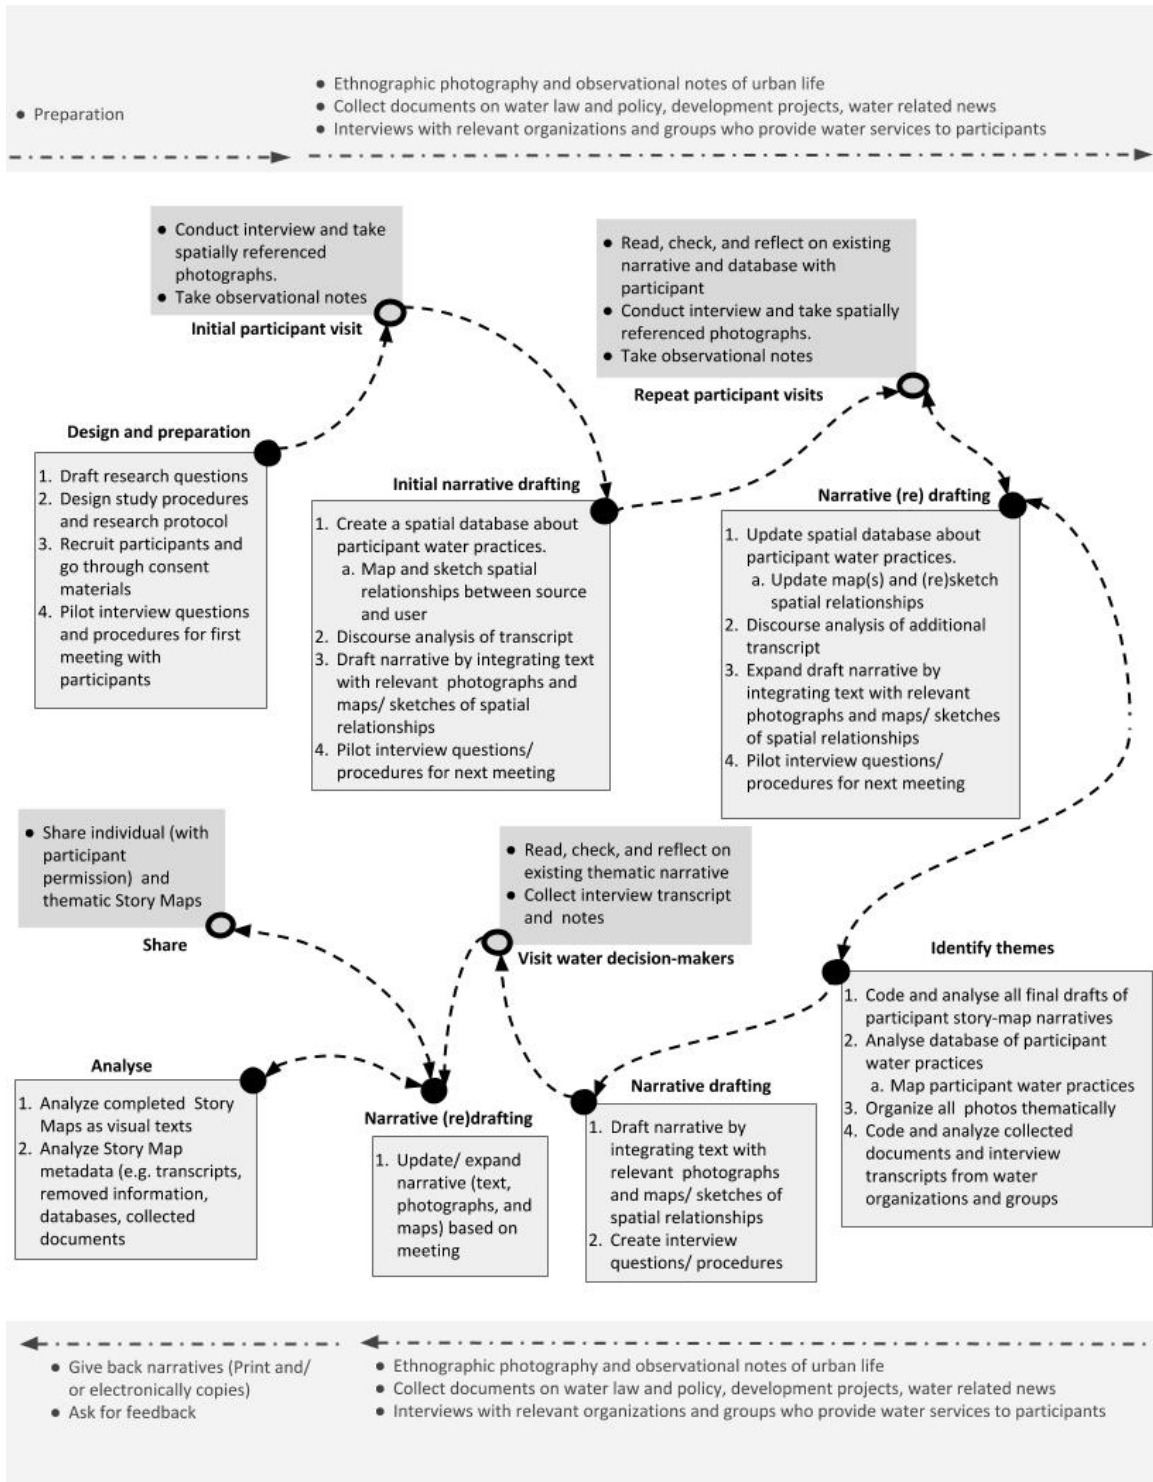 ● Preparation
● Ethnographic photography and observational notes of urban life
● Collect documents on water law and policy, development projects, water related news
● Interviews with relevant organizations and groups who provide water services to participants
● Conduct interview and take
spatially referenced
photographs.
● Take observational notes
Initial participant visit
● Read, check, and reflect on existing
narrative and database with
participant
● Conduct interview and take spatially
referenced photographs.
● Take observational notes
Repeat participant visits
Design and preparation
1. Draft research questions
2. Design study procedures
and research protocol
3. Recruit participants and
go through consent
materials
4. Pilot interview questions
and procedures for first
meeting with
participants
Initial narrative drafting
1. Create a spatial database about
participant water practices.
a. Map and sketch spatial
relationships between source
and user
2. Discourse analysis of transcript
3. Draft narrative by integrating text
with relevant photographs and
maps/ sketches of spatial
relationships
4. Pilot interview questions/
procedures for next meeting
Narrative (re) drafting
1. Update spatial database about
participant water practices.
a. Update map(s) and (re)sketch
spatial relationships
2. Discourse analysis of additional
transcript
3. Expand draft narrative by
integrating text with relevant
photographs and maps/ sketches
of spatial relationships
4. Pilot interview questions/
procedures for next meeting
● Share individual (with
participant
permission) and
thematic Story Maps
Share
● Read, check, and reflect on
existing thematic narrative
● Collect interview transcript
and notes
Visit water decision-makers
Identify themes
1. Code and analyse all final drafts of
participant story-map narratives
2. Analyse database of participant
water practices
a. Map participant water practices
3. Organize all photos thematically
4. Code and analyze collected
documents and interview
transcripts from water
organizations and groups
Analyse
1. Analyze completed Story
Maps as visual texts
2. Analyze Story Map
metadata (e.g. transcripts,
removed information,
databases, collected
documents
Narrative (re)drafting
1. Update/ expand
narrative (text,
photographs, and
maps) based on
meeting
Narrative drafting
1. Draft narrative by
integrating text with
relevant photographs
and maps/ sketches of
spatial relationships
2. Create interview
questions/ procedures
● Give back narratives (Print and/
or electronically copies)
● Ask for feedback
● Ethnographic photography and observational notes of urban life
● Collect documents on water law and policy, development projects, water related news
● Interviews with relevant organizations and groups who provide water services to participants